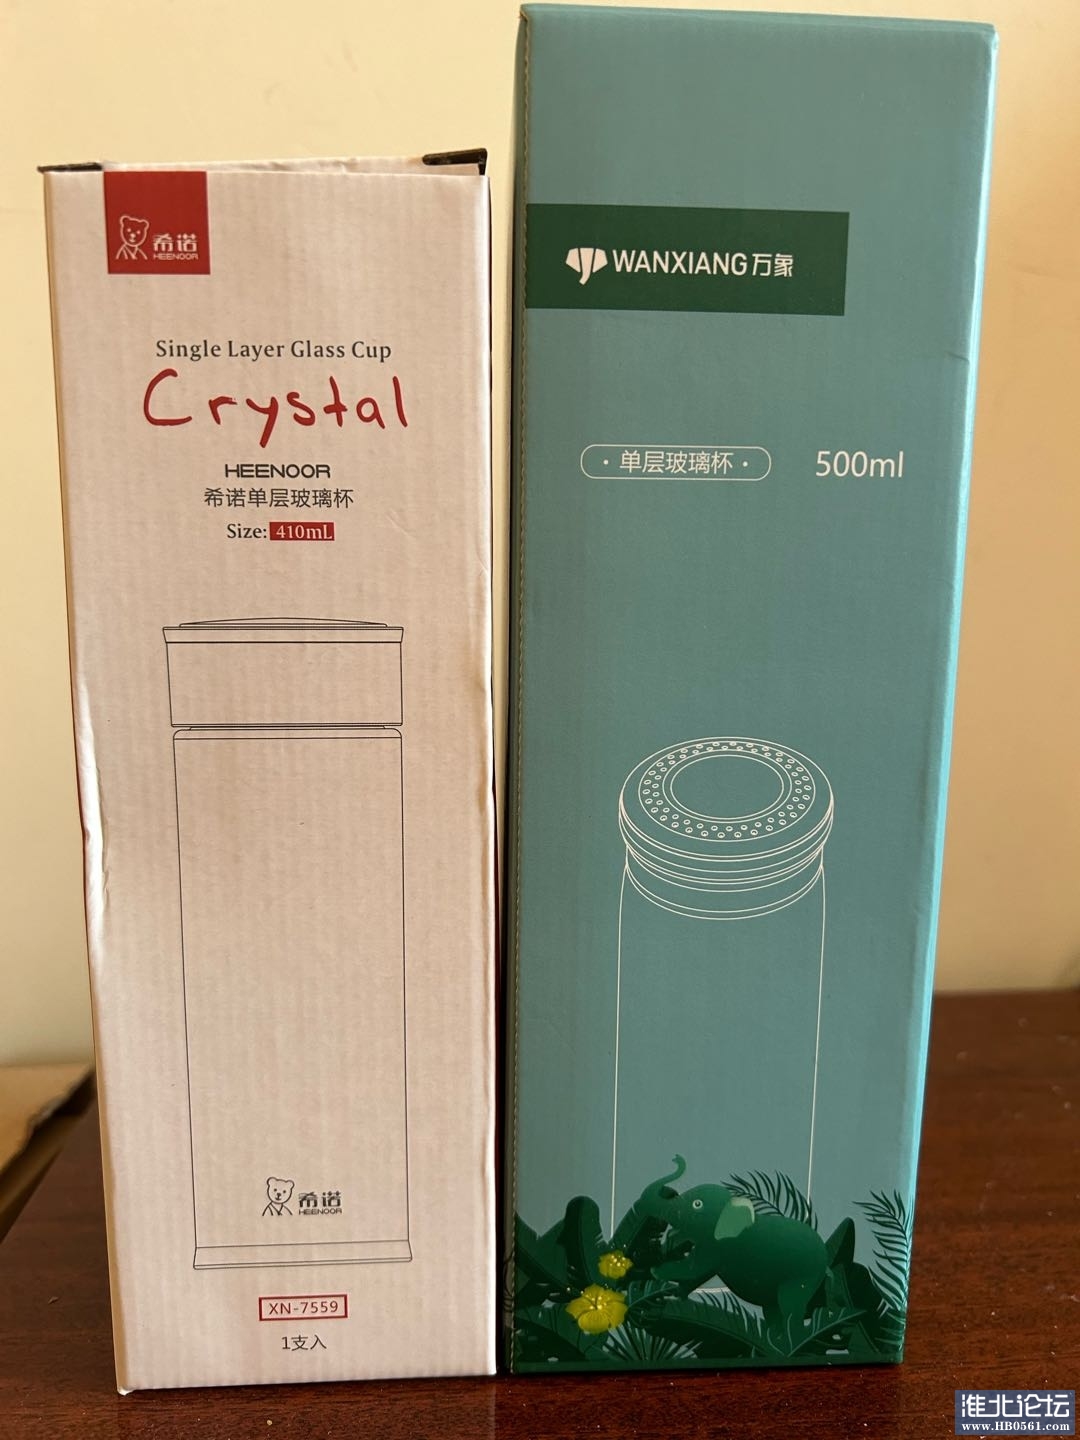 希诺
HEENOOR
Single Layer Glass Cup
Crystal
HEENOOR
希诺单层玻璃杯
Size: 410mL
希诺
HEENOOR
XN-7559
1支入
WANXIANG万象
·单层玻璃杯·
500ml
淮北论坛
www.HB0561.com